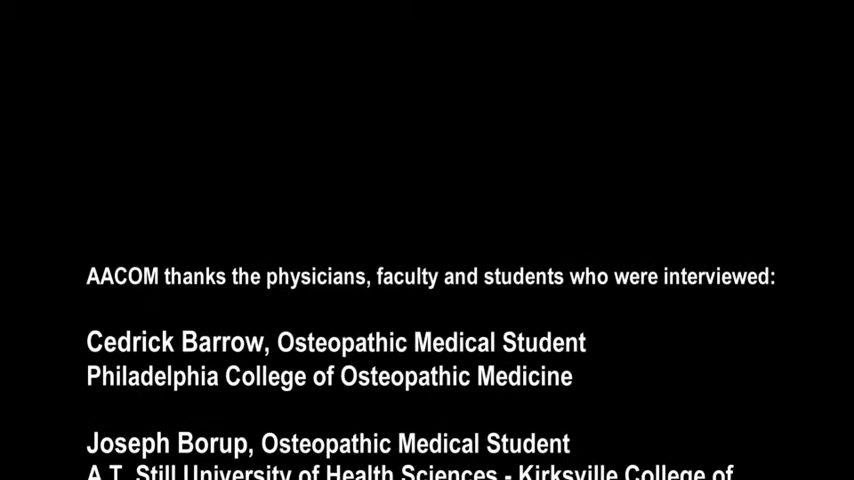 AACOM thanks the physicians, faculty and students who were interviewed:
Cedrick Barrow, Osteopathic Medical Student
Philadelphia College of Osteopathic Medicine
Joseph Borup, Osteopathic Medical Student
A.T. Still University of Health Sciences - Kirksville College of